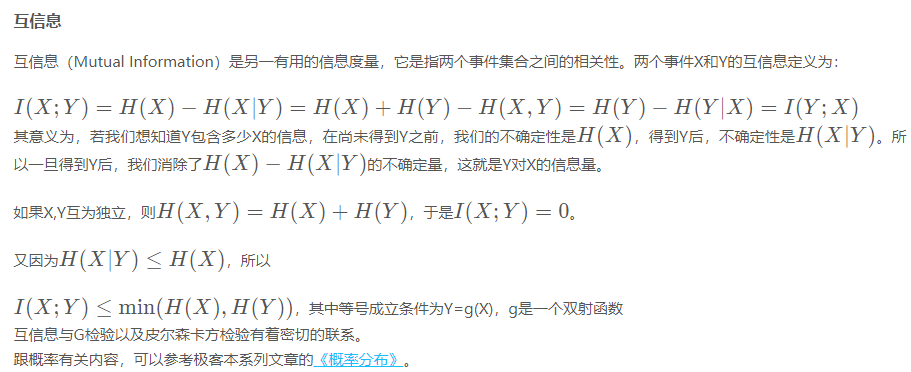 互信息
互信息（Mutual Information）是另一有用的信息度量，它是指两个事件集合之间的相关性。两个事件X和Y的互信息定义为：
I(X;Y) = H(X) − H(X|Y) = H(X) + H(Y) − H(X,Y) = H(Y) − H(Y|X) = I(Y;X)
其意义为，若我们想知道Y包含多少X的信息，在尚未得到Y之前，我们的不确定性是H(X)，得到Y后，不确定性是H(X|Y)。所
以一旦得到Y后，我们消除了H(X) − H(X|Y)的不确定量，这就是Y对X的信息量。
如果X,Y互为独立，则H(X,Y) = H(X) + H(Y)，于是I(X;Y) = 0。
又因为H(X|Y) ≤ H(X)，所以
I(X;Y) ≤ min(H(X), H(Y))，其中等号成立条件为Y=g(X)，g是一个双射函数
互信息与G检验以及皮尔森卡方检验有着密切的联系。
跟概率有关内容，可以参考极客本系列文章的《概率分布》。